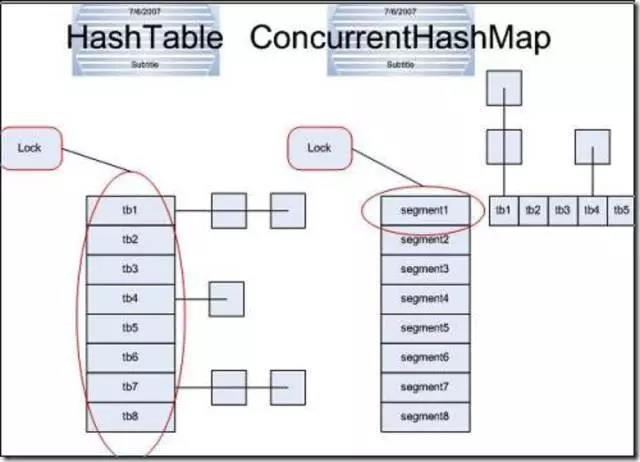 7/6/2007
HashTable
Subtitle
7/6/2007
ConcurrentHashMap
Subtitle
Lock
tb1
tb2
tb3
tb4
tb5
tb6
tb7
tb8
Lock
segment1
segment2
segment3
segment4
segment5
segment6
segment7
segment8
tb1 tb2 tb3 tb4 tb5